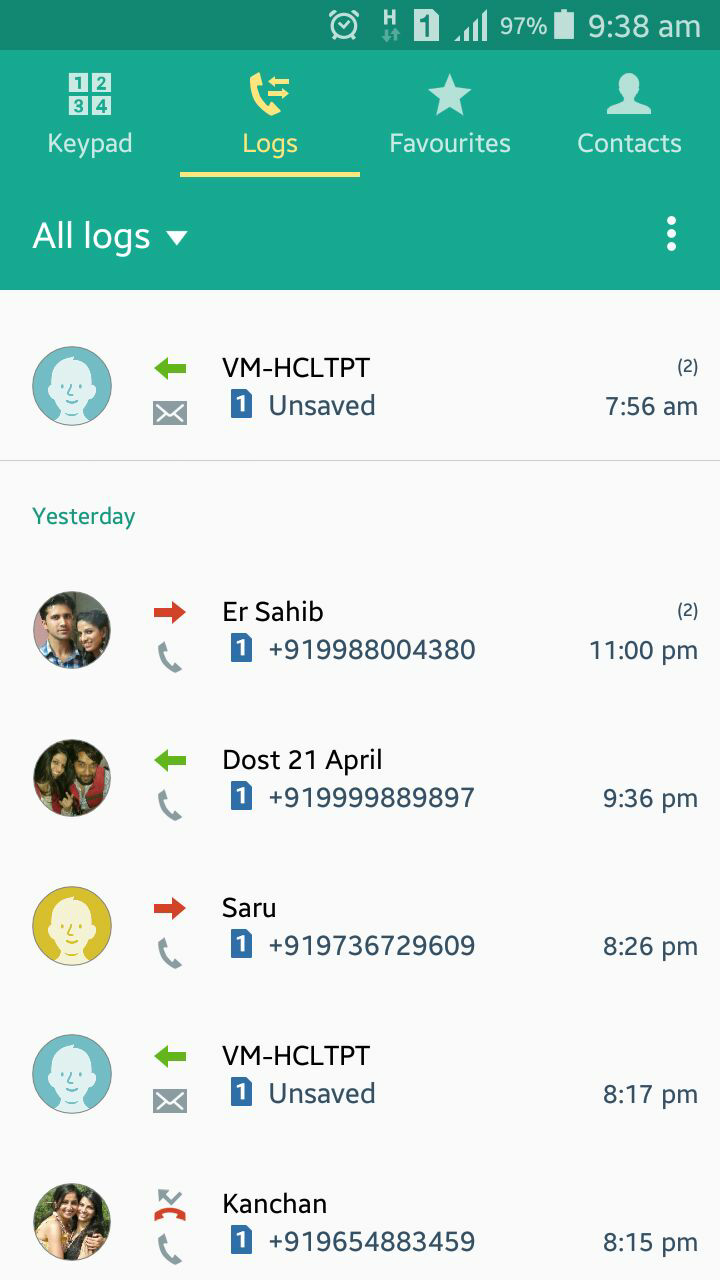 H 1 97% 9:38 am
1 2
3 4
Keypad Logs Favourites Contacts
All logs
VM-HCLTPT (2)
1 Unsaved 7:56 am
Yesterday
Er Sahib (2)
1 +919988004380 11:00 pm
Dost 21 April
1 +919999889897 9:36 pm
Saru
1 +919736729609 8:26 pm
VM-HCLTPT
1 Unsaved 8:17 pm
Kanchan
1 +919654883459 8:15 pm